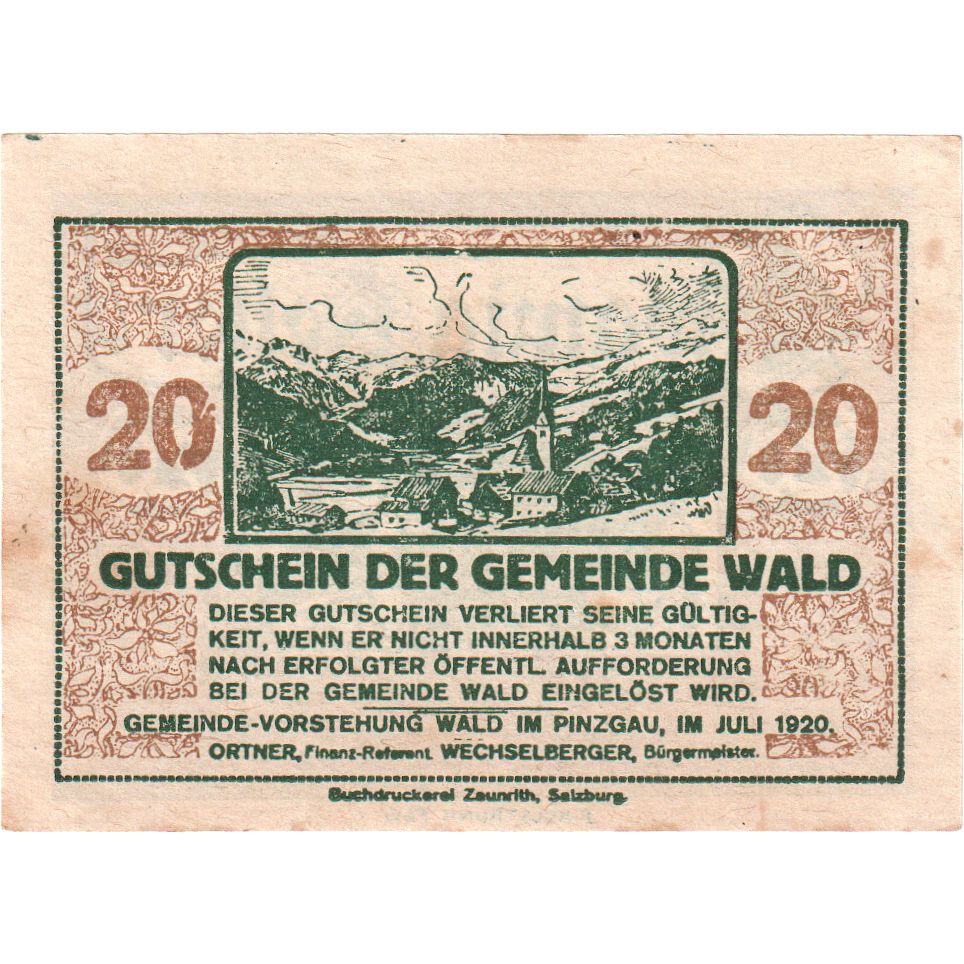 20 20
GUTSCHEIN DER GEMEINDE WALD
DIESER GUTSCHEIN VERLIERT SEINE GÜLTIG-
KEIT, WENN ER NICHT INNERHALB 3 MONATEN
NACH ERFOLGTER ÖFFENTL. AUFFORDERUNG
BEI DER GEMEINDE WALD EINGELÖST WIRD.
GEMEINDE-VORSTEHUNG WALD IM PINZGAU, IM JULI 1920.
ORTNER, Finanz-Referent. WECHSELBERGER, Bürgermeister.
Buchdruckerei Zaunrith, Salzburg.